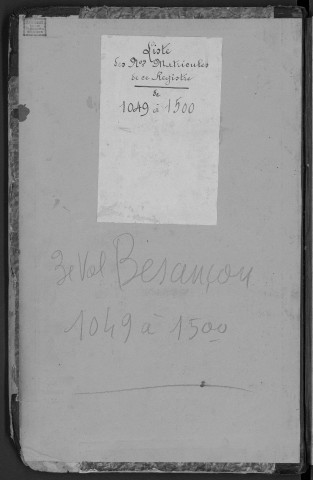 Liste
des Nos Matricules
de ce Registre
de
1049 à 1500
3e Vol Besançon
1049 à 1500